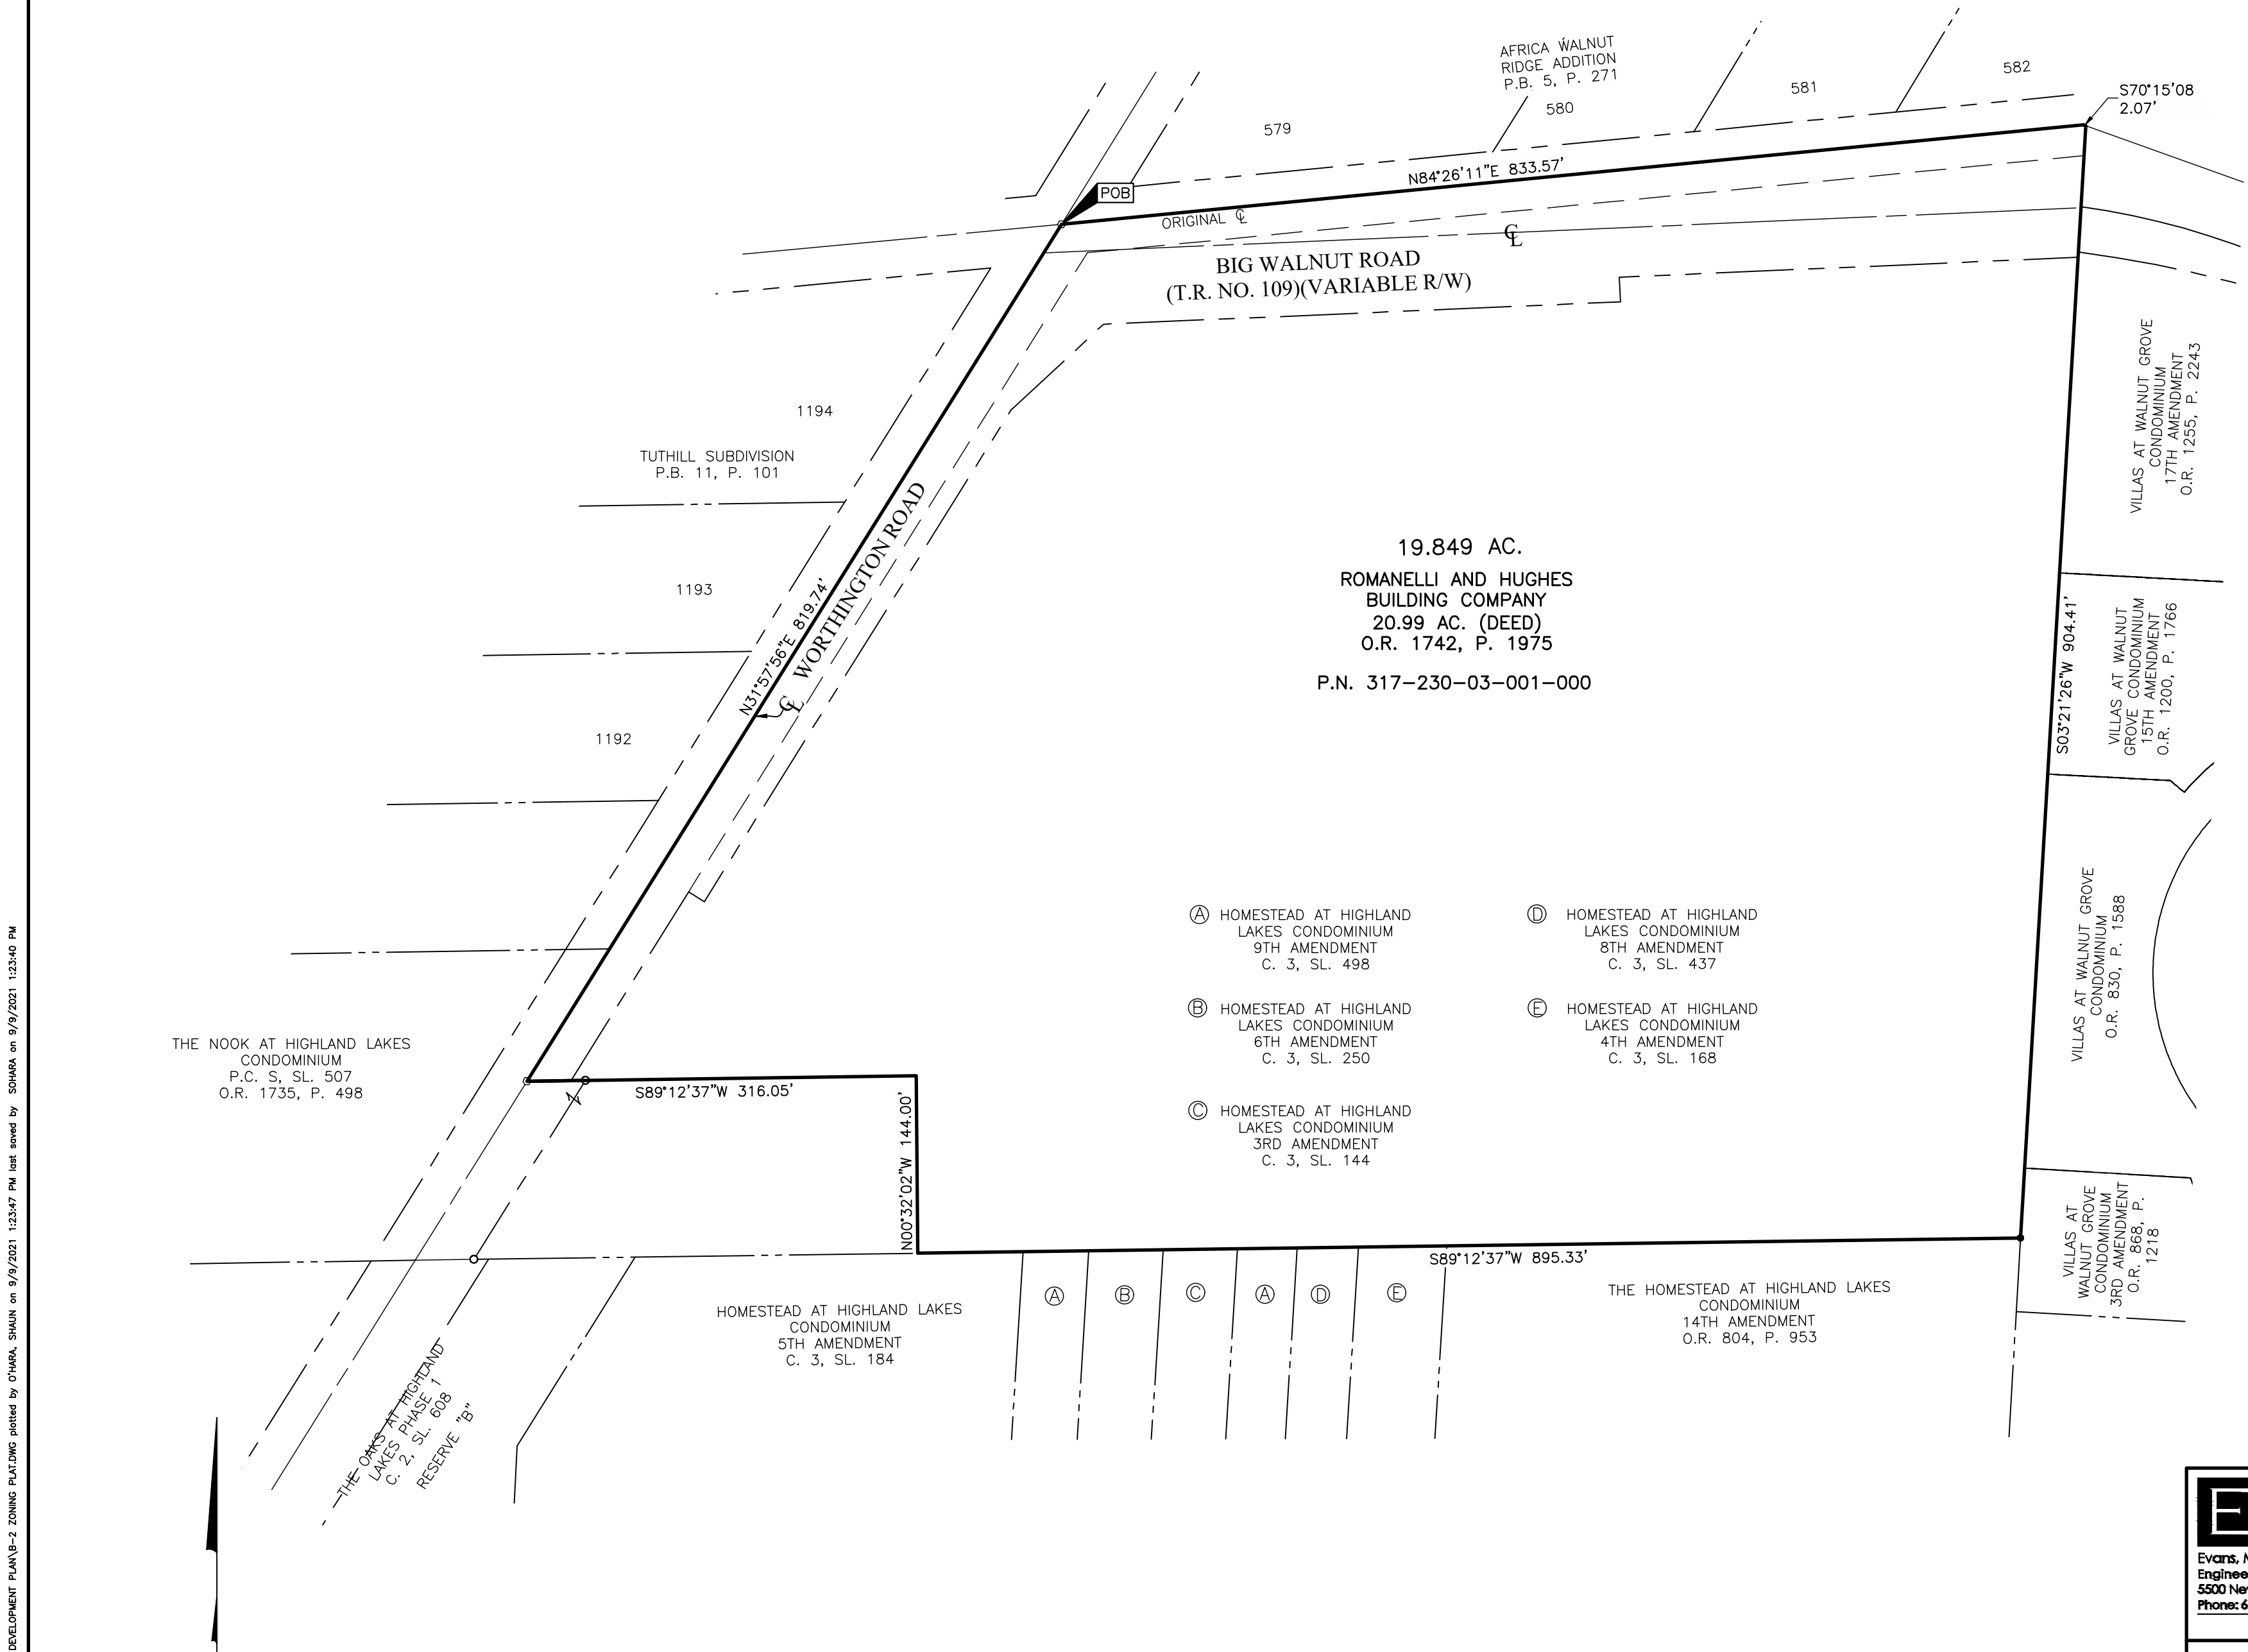 AFRICA WALNUT
RIDGE ADDITION
P.B. 5, P. 271
579
580
581
582
S70°15'08
2.07'
POB
N84°26'11"E 833.57'
ORIGINAL ℄
℄
BIG WALNUT ROAD
(T.R. NO. 109)(VARIABLE R/W)
1194
TUTHILL SUBDIVISION
P.B. 11, P. 101
1193
1192
N31°57'56"E 819.74'
℄ WORTHINGTON ROAD
19.849 AC.
ROMANELLI AND HUGHES
BUILDING COMPANY
20.99 AC. (DEED)
O.R. 1742, P. 1975
P.N. 317-230-03-001-000
VILLAS AT WALNUT GROVE
CONDOMINIUM
17TH AMENDMENT
O.R. 1255, P. 2243
S03°21'26"W 904.41'
VILLAS AT WALNUT
GROVE CONDOMINIUM
15TH AMENDMENT
O.R. 1200, P. 1766
VILLAS AT WALNUT GROVE
CONDOMINIUM
O.R. 830, P. 1588
VILLAS AT
WALNUT GROVE
CONDOMINIUM
3RD AMENDMENT
O.R. 868, P.
1218
A HOMESTEAD AT HIGHLAND
LAKES CONDOMINIUM
9TH AMENDMENT
C. 3, SL. 498
D HOMESTEAD AT HIGHLAND
LAKES CONDOMINIUM
8TH AMENDMENT
C. 3, SL. 437
B HOMESTEAD AT HIGHLAND
LAKES CONDOMINIUM
6TH AMENDMENT
C. 3, SL. 250
E HOMESTEAD AT HIGHLAND
LAKES CONDOMINIUM
4TH AMENDMENT
C. 3, SL. 168
C HOMESTEAD AT HIGHLAND
LAKES CONDOMINIUM
3RD AMENDMENT
C. 3, SL. 144
THE NOOK AT HIGHLAND LAKES
CONDOMINIUM
P.C. S, SL. 507
O.R. 1735, P. 498
S89°12'37"W 316.05'
N00°32'02"W 144.00'
S89°12'37"W 895.33'
A B C A D E
HOMESTEAD AT HIGHLAND LAKES
CONDOMINIUM
5TH AMENDMENT
C. 3, SL. 184
THE HOMESTEAD AT HIGHLAND LAKES
CONDOMINIUM
14TH AMENDMENT
O.R. 804, P. 953
THE OAKS AT HIGHLAND
LAKES PHASE 1
C. 2, SL. 608
RESERVE "B"
DEVELOPMENT PLAN\B-2 ZONING PLAT.DWG plotted by O'HARA, SHAUN on 9/9/2021 1:23:47 PM last saved by SOHARA on 9/9/2021 1:23:40 PM
E
Evans, M
Enginee
5500 Ne
Phone: 6